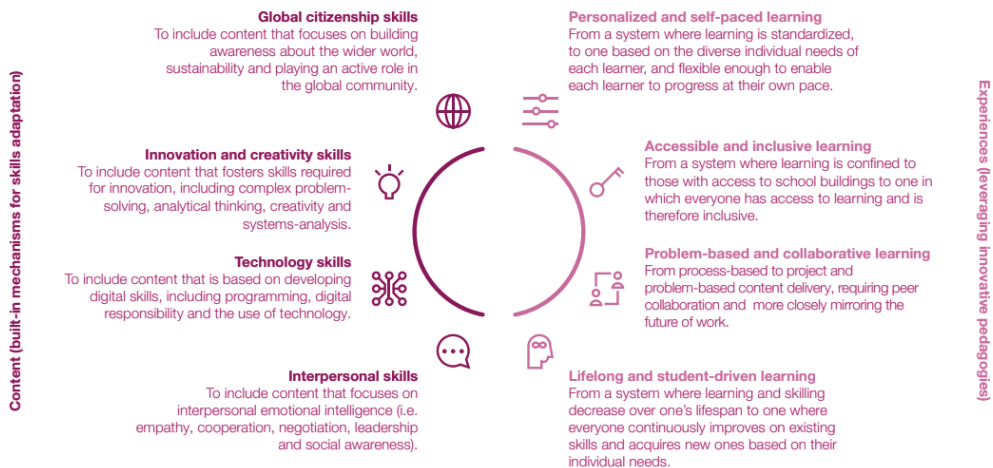 Content (built-in mechanisms for skills adaptation)
Global citizenship skills
To include content that focuses on building
awareness about the wider world,
sustainability and playing an active role in
the global community.
Innovation and creativity skills
To include content that fosters skills required
for innovation, including complex problem-
solving, analytical thinking, creativity and
systems-analysis.
Technology skills
To include content that is based on developing
digital skills, including programming, digital
responsibility and the use of technology.
Interpersonal skills
To include content that focuses on
interpersonal emotional intelligence (i.e.
empathy, cooperation, negotiation, leadership
and social awareness).
Personalized and self-paced learning
From a system where learning is standardized,
to one based on the diverse individual needs of
each learner, and flexible enough to enable
each learner to progress at their own pace.
Accessible and inclusive learning
From a system where learning is confined to
those with access to school buildings to one in
which everyone has access to learning and is
therefore inclusive.
Problem-based and collaborative learning
From process-based to project and
problem-based content delivery, requiring peer
collaboration and more closely mirroring the
future of work.
Lifelong and student-driven learning
From a system where learning and skilling
decrease over one's lifespan to one where
everyone continuously improves on existing
skills and acquires new ones based on their
individual needs.
Experiences (leveraging innovative pedagogies)